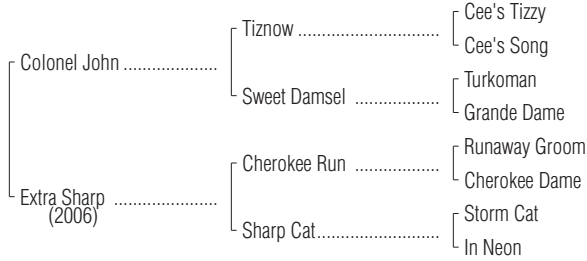 Cee's Tizzy
Tiznow ........................................
Cee's Song
Colonel John ....................
Turkoman
Sweet Damsel ..................
Grande Dame
Runaway Groom
Cherokee Run ..................
Cherokee Dame
Extra Sharp ......................
(2006)
Storm Cat
Sharp Cat..........................
In Neon